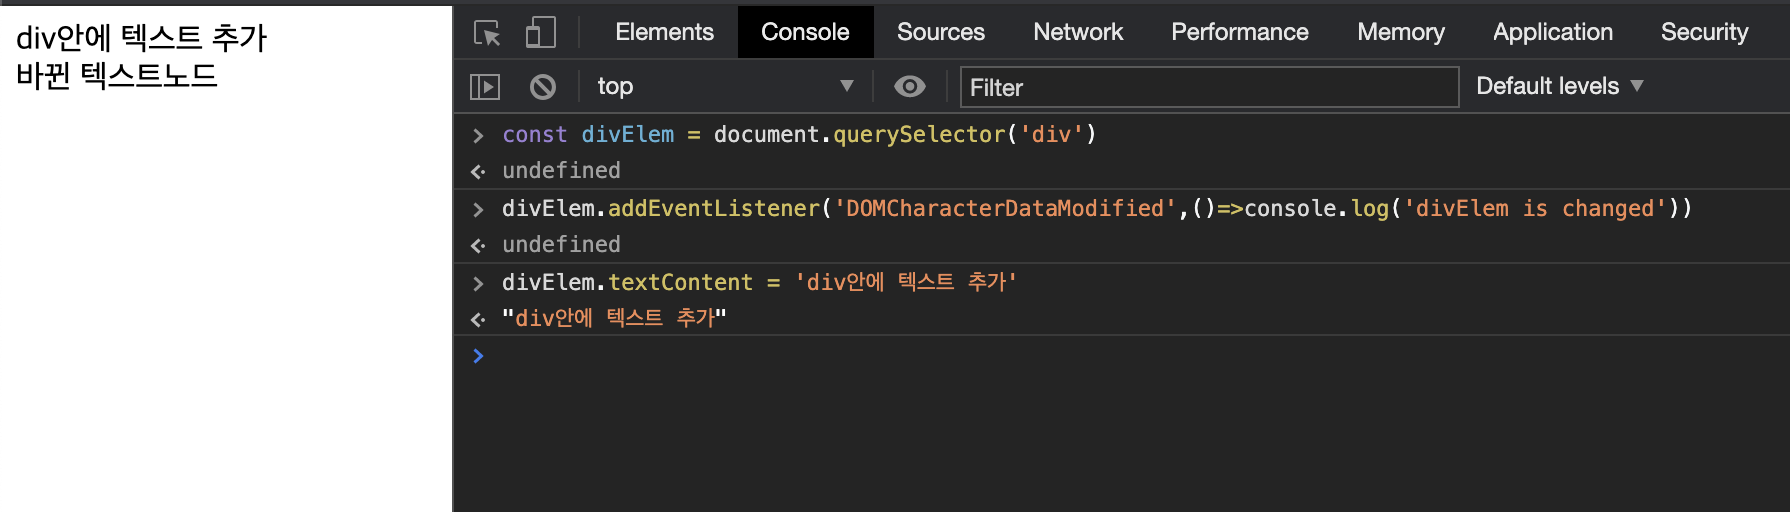 div안에 텍스트 추가
바뀐 텍스트노드
Elements Console Sources Network Performance Memory Application Security
top ▼ Filter Default levels ▼
> const divElem = document.querySelector('div')
<· undefined
> divElem.addEventListener('DOMCharacterDataModified',()=>console.log('divElem is changed'))
<· undefined
> divElem.textContent = 'div안에 텍스트 추가'
<· "div안에 텍스트 추가"
>